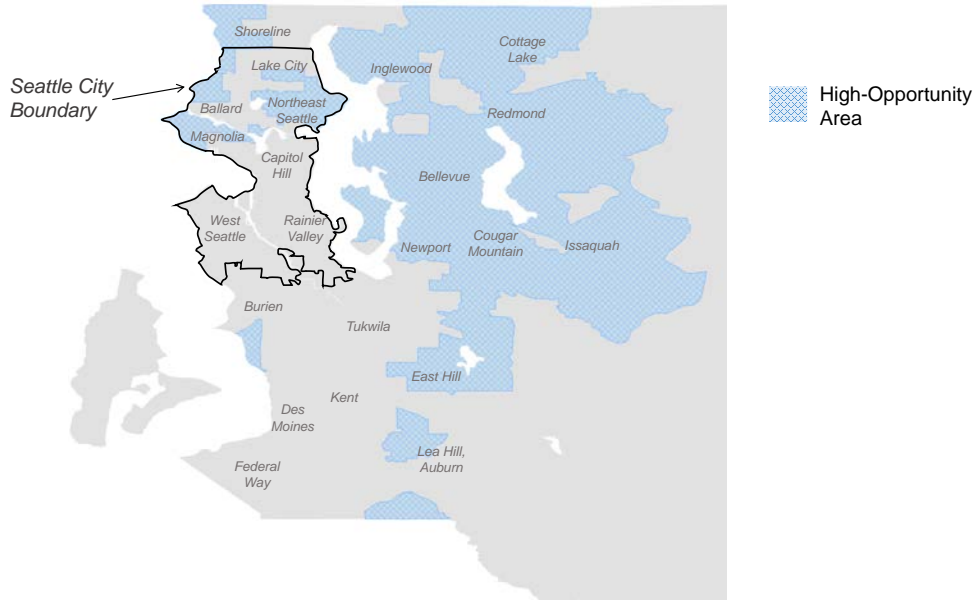 Shoreline
Cottage
Lake
Lake City
Inglewood
Seattle City
Boundary
High-Opportunity
Area
Ballard
Northeast
Seattle
Redmond
Magnolia
Capitol
Hill
Bellevue
West
Seattle
Rainier
Valley
Newport
Cougar
Mountain
Issaquah
Burien
Tukwila
East Hill
Kent
Des
Moines
Lea Hill,
Auburn
Federal
Way